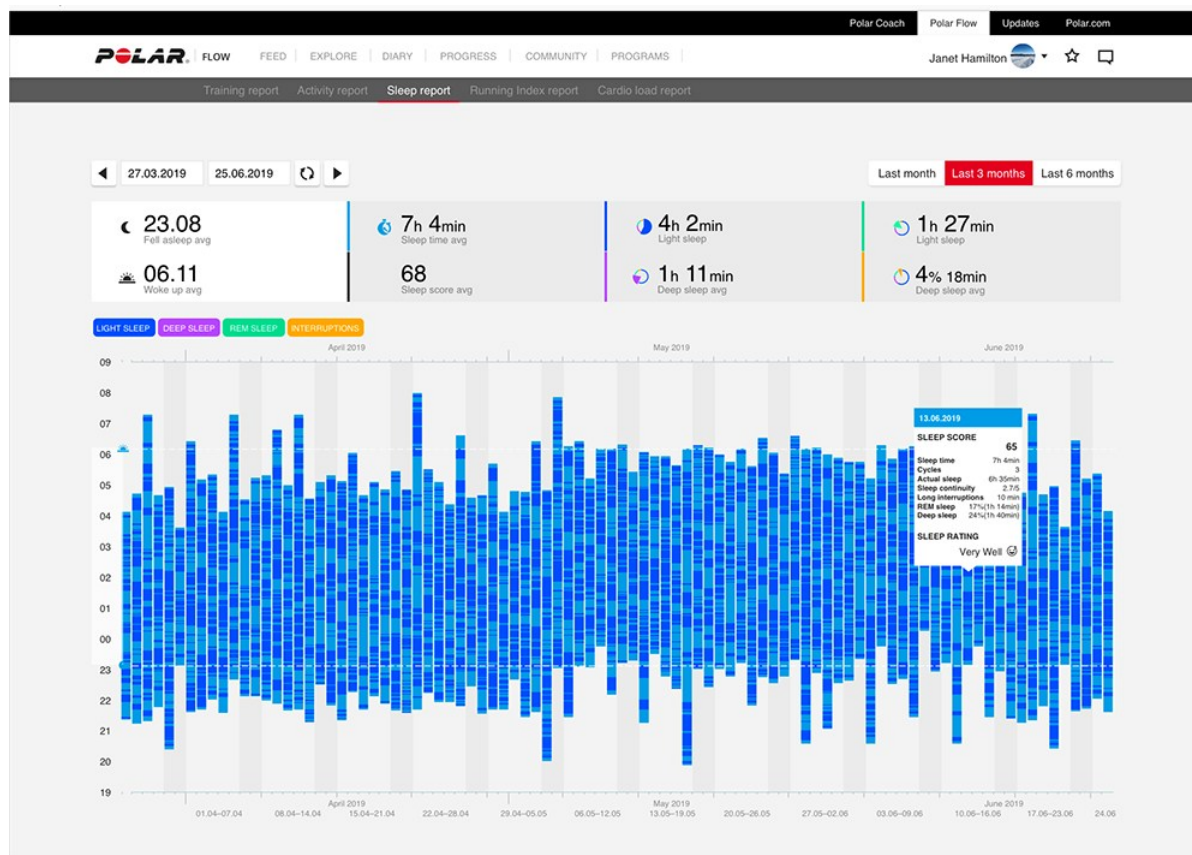 Polar Coach Polar Flow Updates Polar.com
POLAR. FLOW FEED EXPLORE DIARY PROGRESS COMMUNITY PROGRAMS Janet Hamilton
Training report Activity report Sleep report Running Index report Cardio load report
27.03.2019 25.06.2019 Last month Last 3 months Last 6 months
23.08 7h 4min 4h 2min 1h 27min
Fell asleep avg Sleep time avg Light sleep Light sleep
06.11 68 1h 11min 4% 18min
Woke up avg Sleep score avg Deep sleep avg Deep sleep avg
LIGHT SLEEP DEEP SLEEP REM SLEEP INTERRUPTIONS
April 2019 May 2019 June 2019
09
08
07
06
05
04
03
02
01
00
23
22
21
20
19
13.06.2019
SLEEP SCORE
65
Sleep time 7h 4min
Cycles 3
Actual sleep 6h 35min
Sleep continuity 2.7/5
Long interruptions 10 min
REM sleep 17%(1h 14min)
Deep sleep 24%(1h 40min)
SLEEP RATING
Very Well
April 2019 May 2019 June 2019
01.04–07.04 08.04–14.04 15.04–21.04 22.04–28.04 29.04–05.05 06.05–12.05 13.05–19.05 20.05–26.05 27.05–02.06 03.06–09.06 10.06–16.06 17.06–23.06 24.06